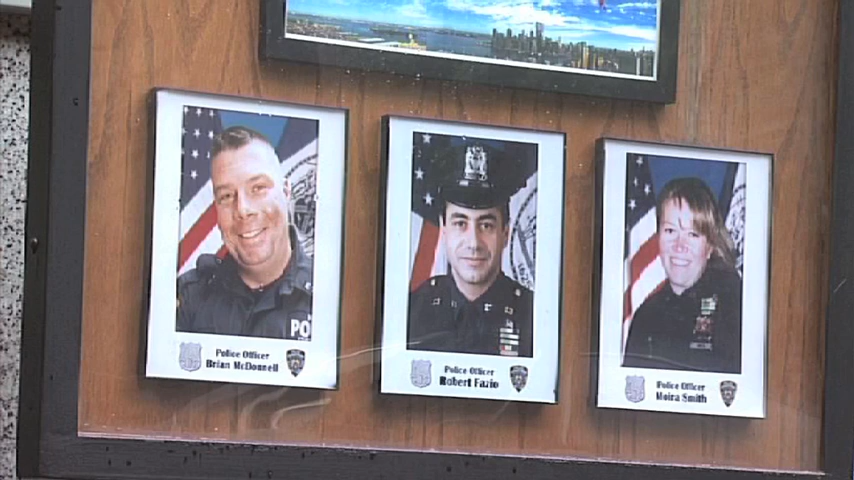 PO
Police Officer
Brian McDonnell
Police Officer
Robert Fazio
Police Officer
Moira Smith